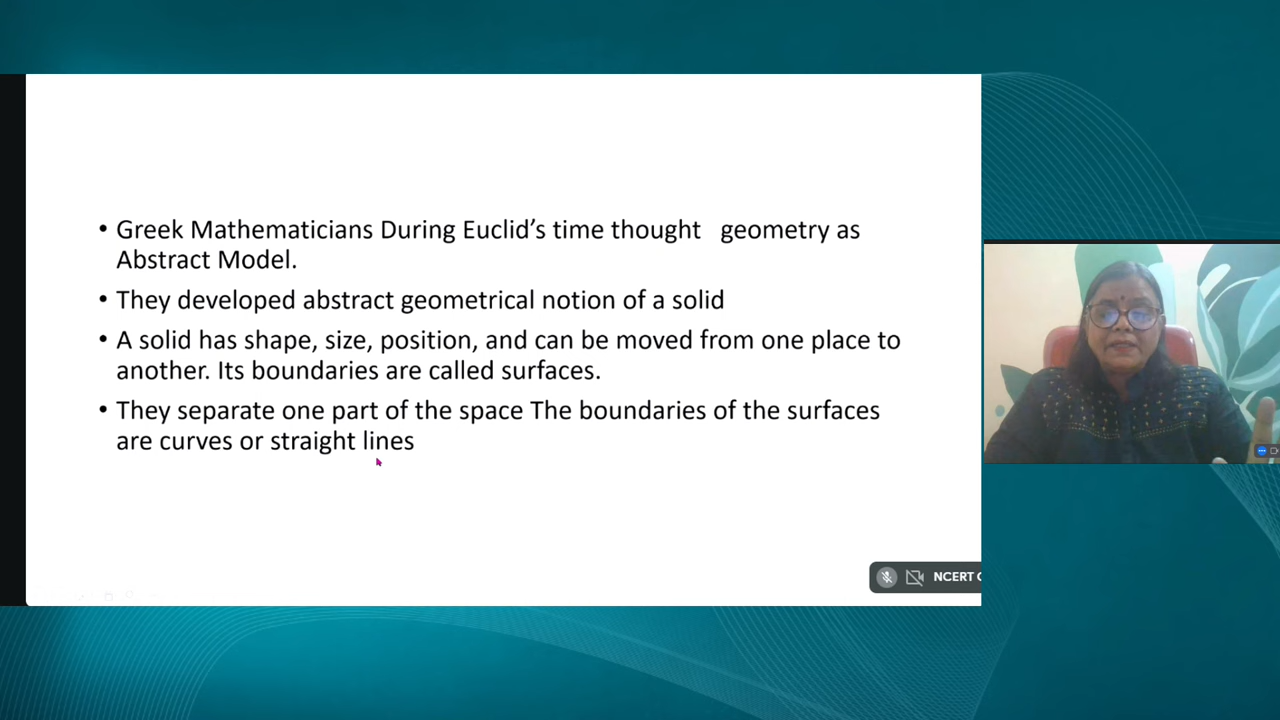 • Greek Mathematicians During Euclid’s time thought geometry as
Abstract Model.
• They developed abstract geometrical notion of a solid
• A solid has shape, size, position, and can be moved from one place to
another. Its boundaries are called surfaces.
• They separate one part of the space The boundaries of the surfaces
are curves or straight lines
NCERT